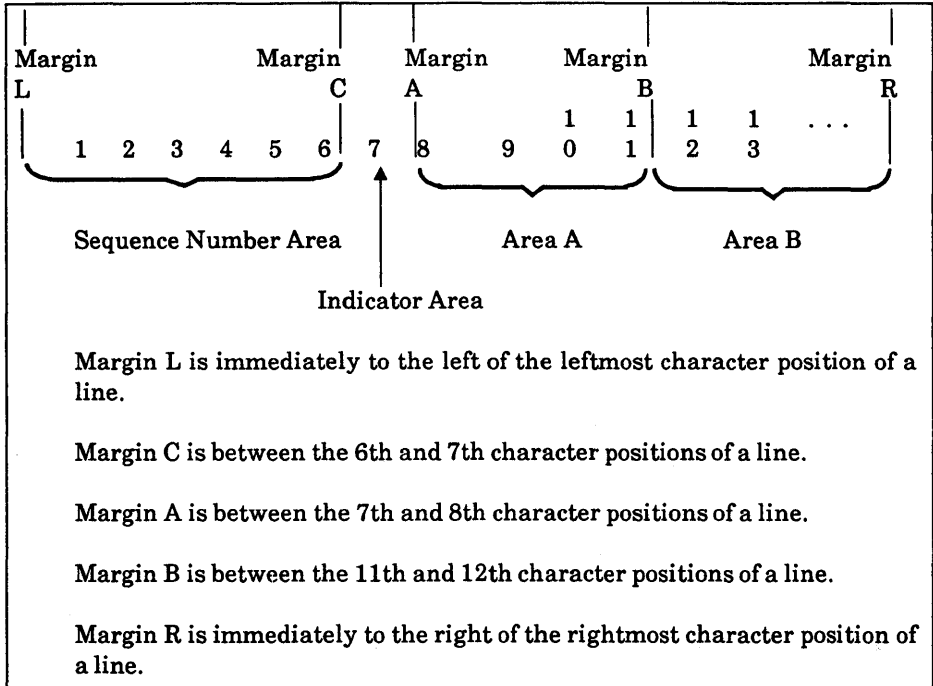 Margin Margin Margin Margin Margin
L C A B R
1 1 1 1 ...
1 2 3 4 5 6 7 8 9 0 1 2 3
Sequence Number Area Area A Area B
Indicator Area
Margin L is immediately to the left of the leftmost character position of a
line.
Margin C is between the 6th and 7th character positions of a line.
Margin A is between the 7th and 8th character positions of a line.
Margin B is between the 11th and 12th character positions of a line.
Margin R is immediately to the right of the rightmost character position of
a line.